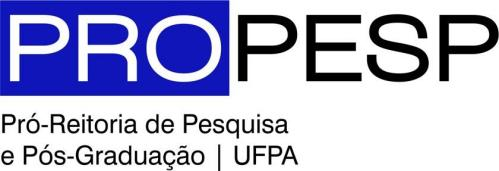 PROPESP
Pró-Reitoria de Pesquisa
e Pós-Graduação | UFPA